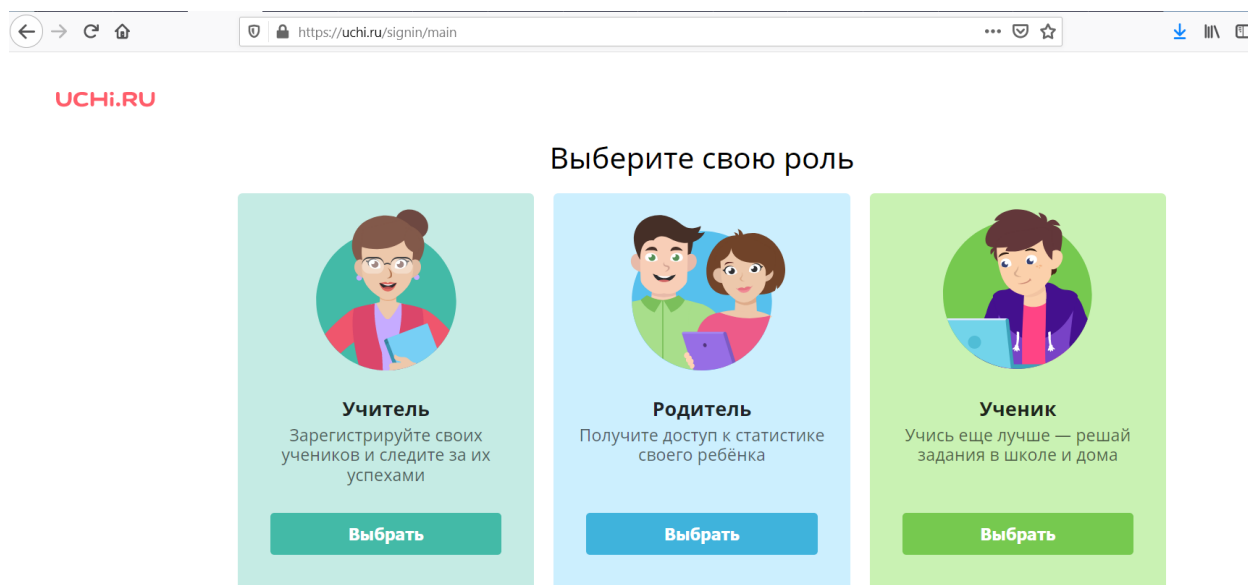 https://uchi.ru/signin/main
UCHi.RU
Выберите свою роль
Учитель
Зарегистрируйте своих
учеников и следите за их
успехами
Выбрать
Родитель
Получите доступ к статистике
своего ребёнка
Выбрать
Ученик
Учись еще лучше — решай
задания в школе и дома
Выбрать